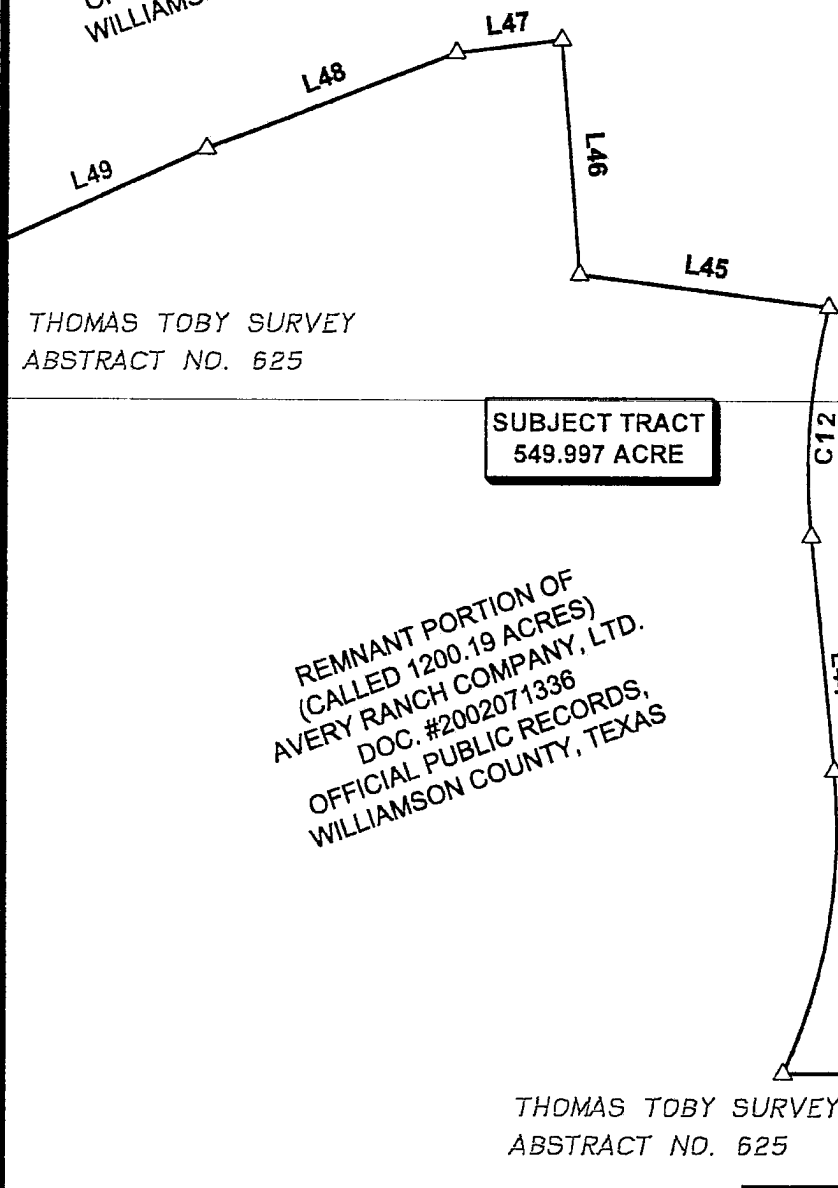 WILLIAMS
L47
L48
L46
L49
L45
THOMAS TOBY SURVEY
ABSTRACT NO. 625
SUBJECT TRACT
549.997 ACRE
C12
REMNANT PORTION OF
(CALLED 1200.19 ACRES)
AVERY RANCH COMPANY, LTD.
DOC. #2002071336
OFFICIAL PUBLIC RECORDS,
WILLIAMSON COUNTY, TEXAS
THOMAS TOBY SURVEY
ABSTRACT NO. 625